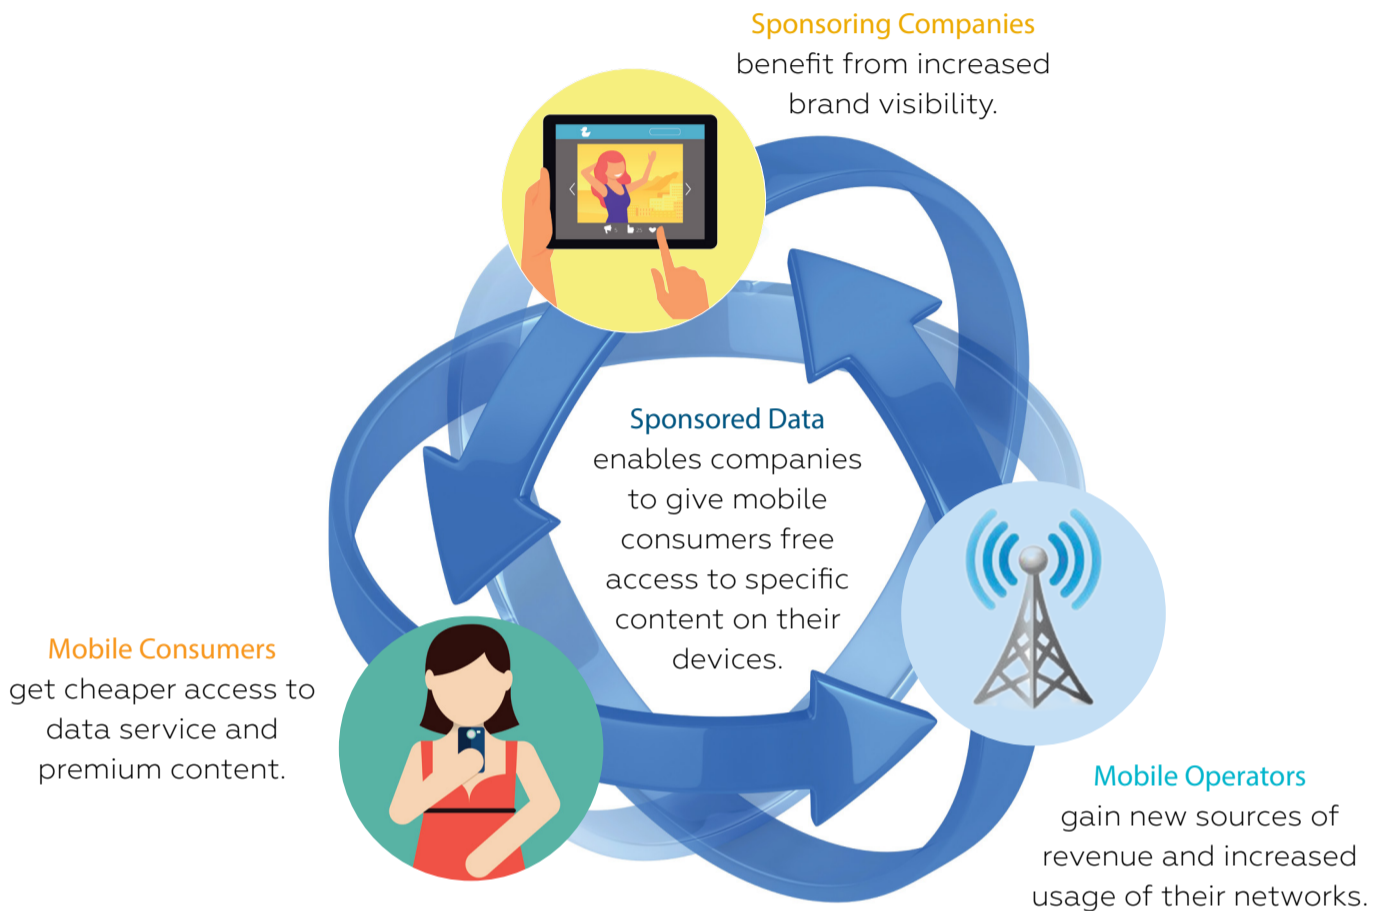 Sponsoring Companies
benefit from increased
brand visibility.
Sponsored Data
enables companies
to give mobile
consumers free
access to specific
content on their
devices.
Mobile Consumers
get cheaper access to
data service and
premium content.
Mobile Operators
gain new sources of
revenue and increased
usage of their networks.